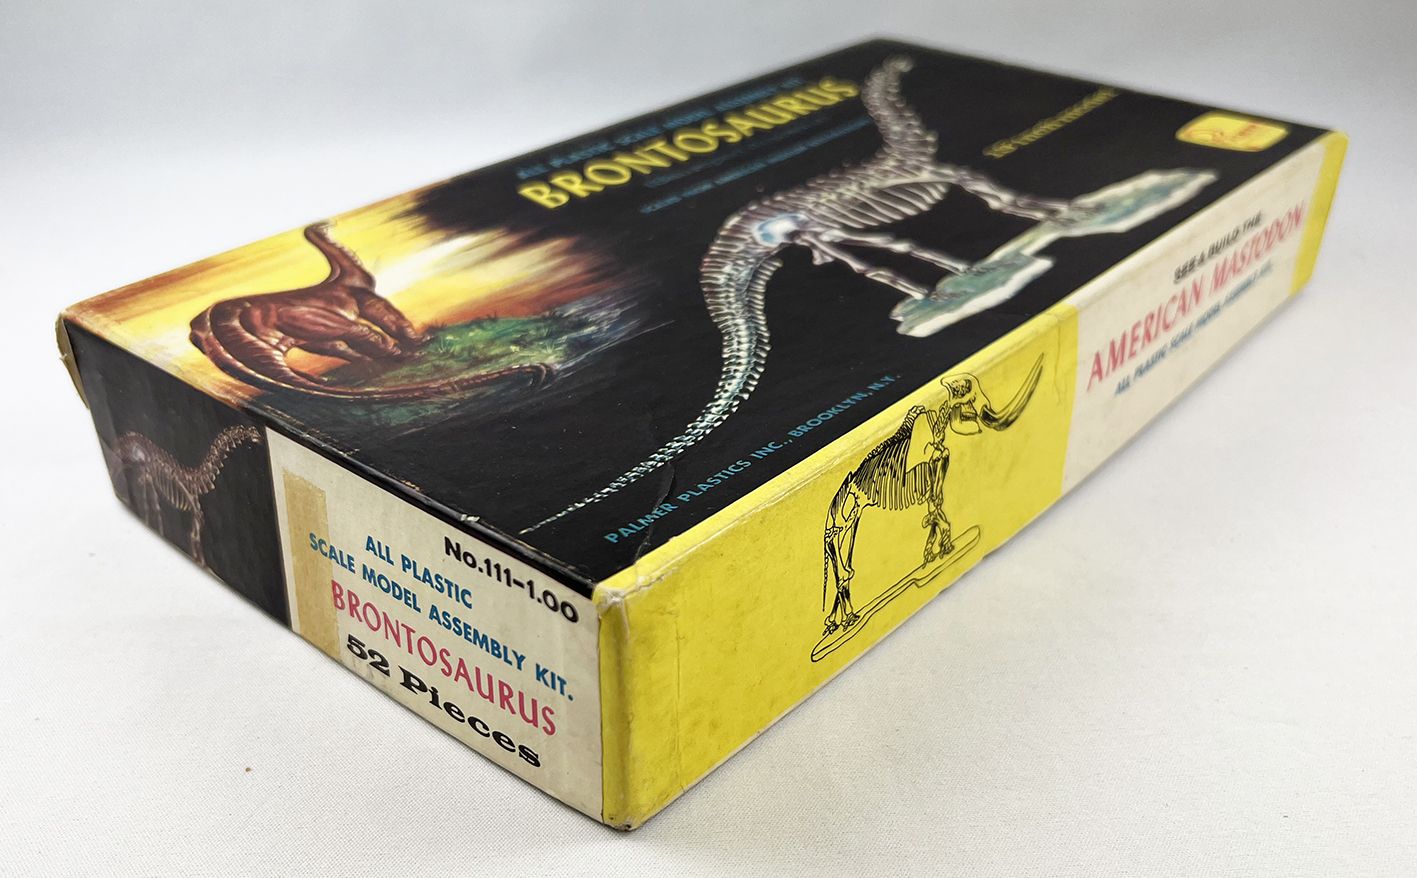 ALL PLASTIC SCALE MODEL ASSEMBLY KIT
BRONTOSAURUS
PALMER PLASTICS INC., BROOKLYN, N.Y.
No.111-1.00
ALL PLASTIC
SCALE MODEL ASSEMBLY KIT.
BRONTOSAURUS
52 Pieces
SEE & BUILD THE
AMERICAN MASTODON
ALL PLASTIC SCALE MODEL ASSEMBLY KIT